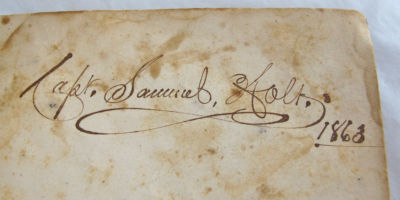 Capt. Samuel, Holt.
1863